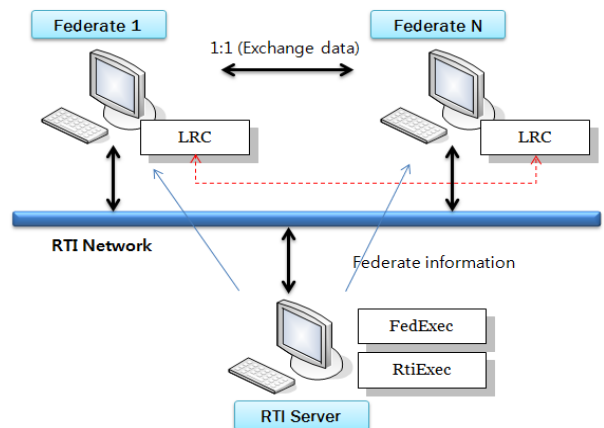 Federate 1
Federate N
1:1 (Exchange data)
LRC
LRC
RTI Network
Federate information
FedExec
RtiExec
RTI Server